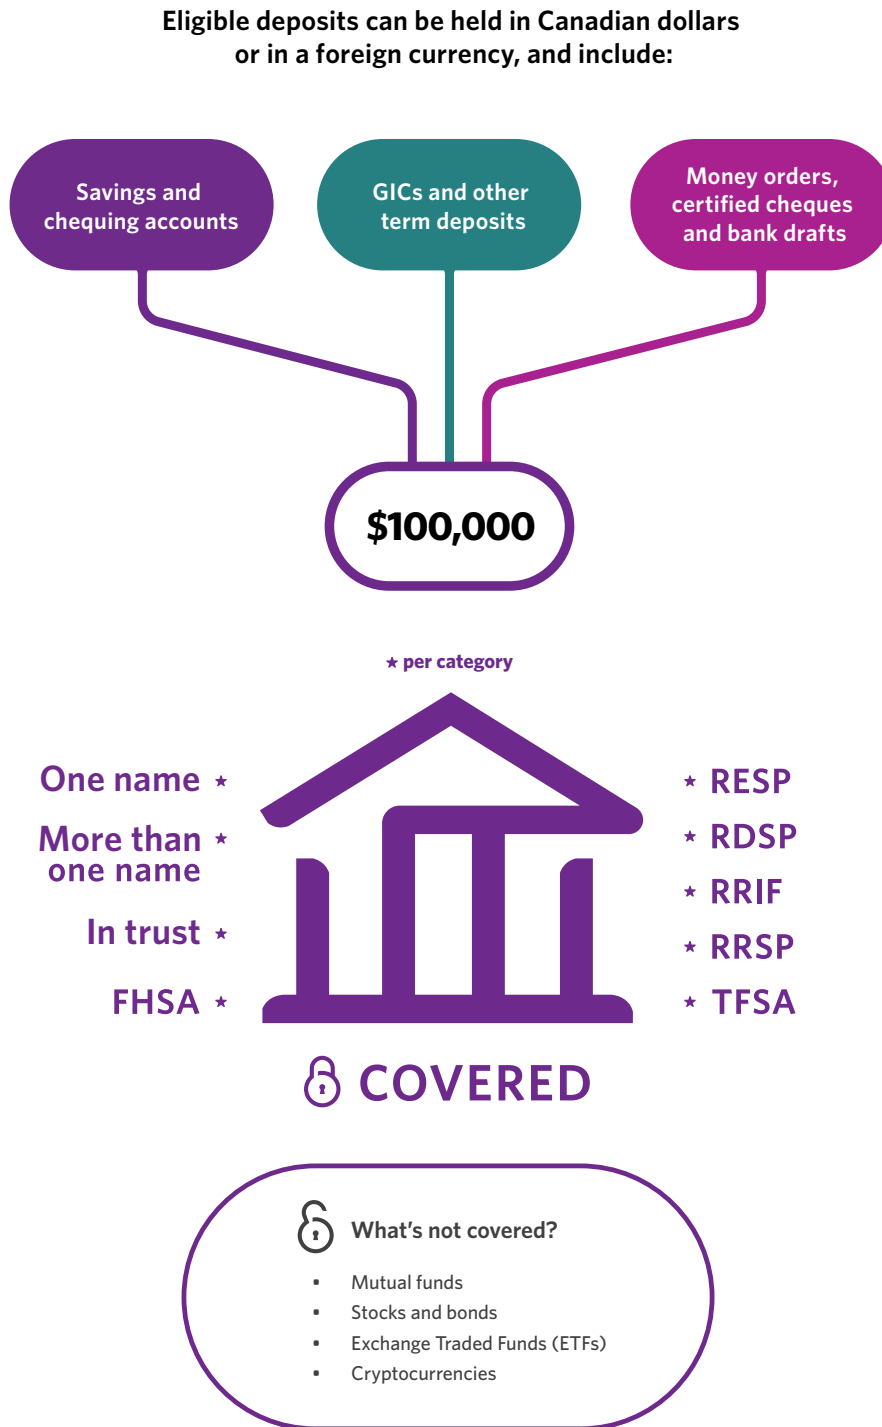 Eligible deposits can be held in Canadian dollars
or in a foreign currency, and include:
Savings and
chequing accounts
GICs and other
term deposits
Money orders,
certified cheques
and bank drafts
$100,000
★ per category
One name ★
More than ★
one name
In trust ★
FHSA ★
★ RESP
★ RDSP
★ RRIF
★ RRSP
★ TFSA
COVERED
What's not covered?
• Mutual funds
• Stocks and bonds
• Exchange Traded Funds (ETFs)
• Cryptocurrencies